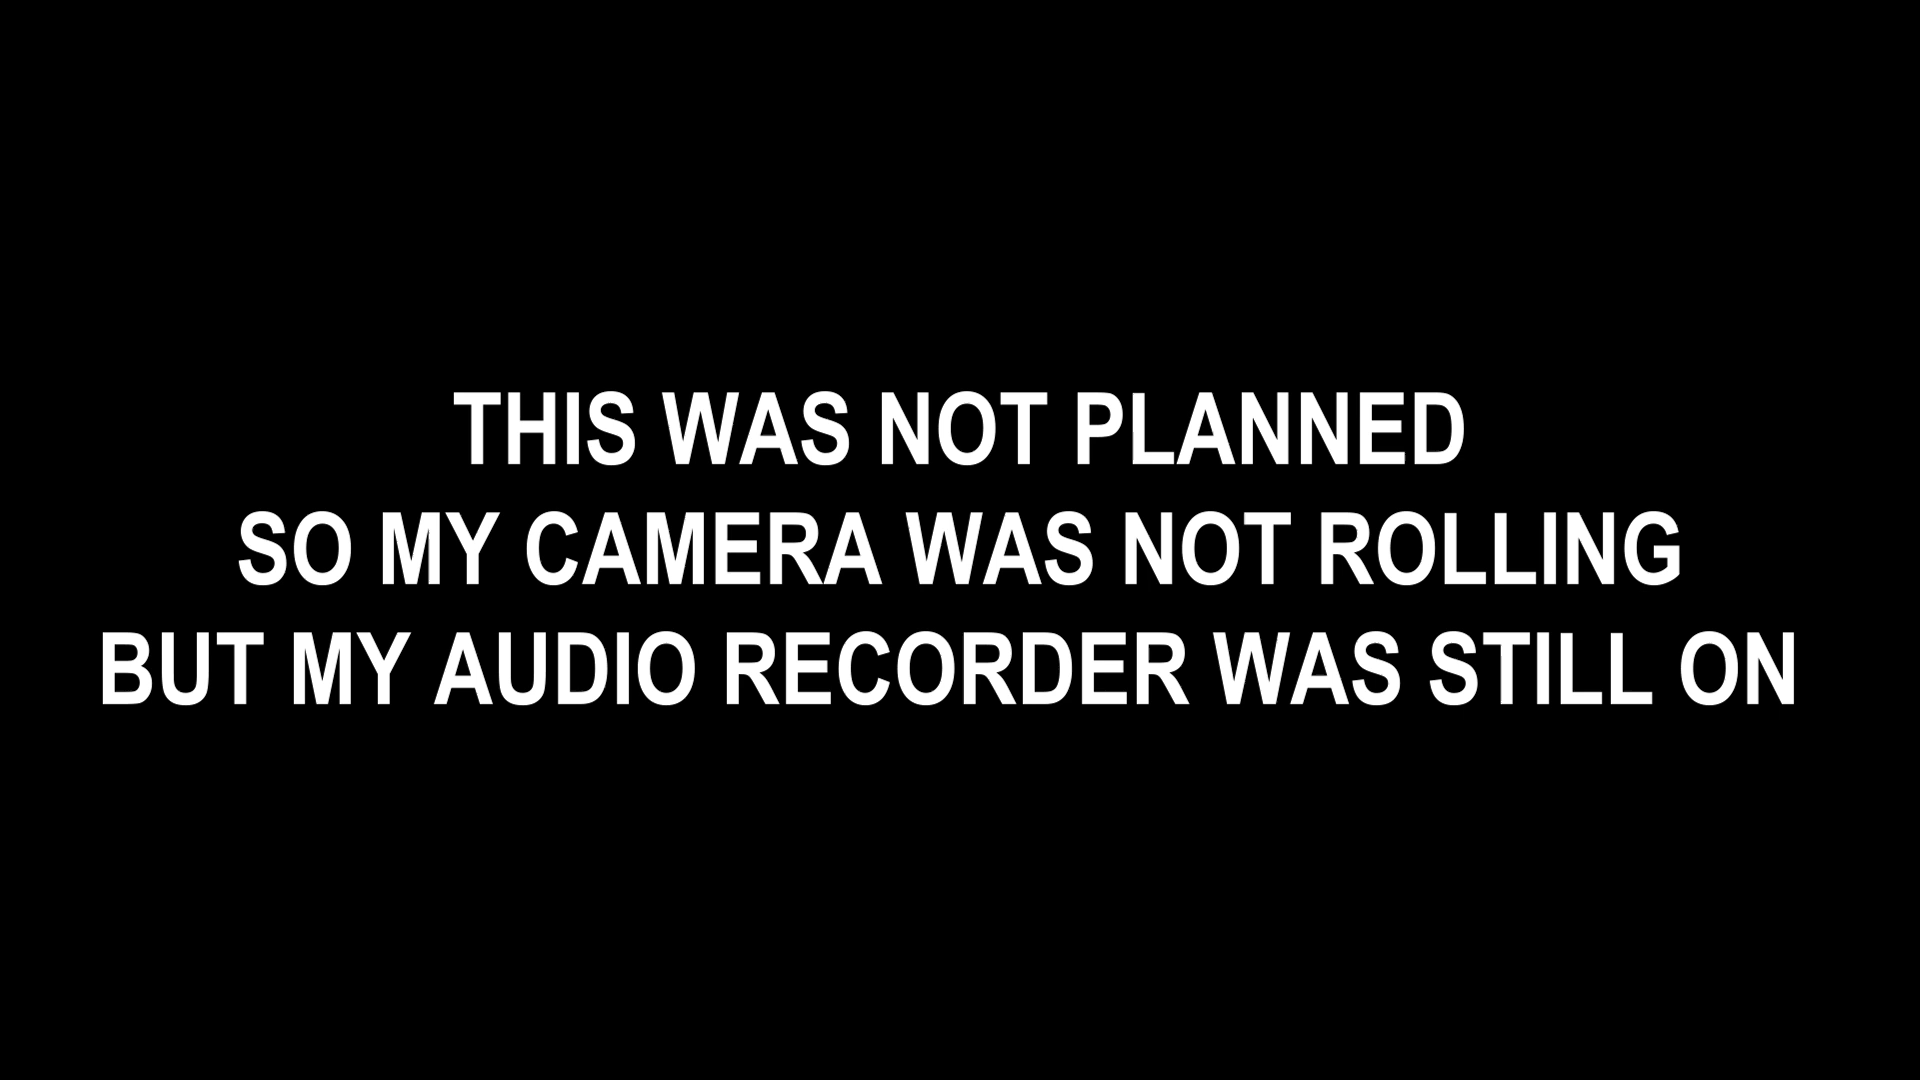 THIS WAS NOT PLANNED
SO MY CAMERA WAS NOT ROLLING
BUT MY AUDIO RECORDER WAS STILL ON